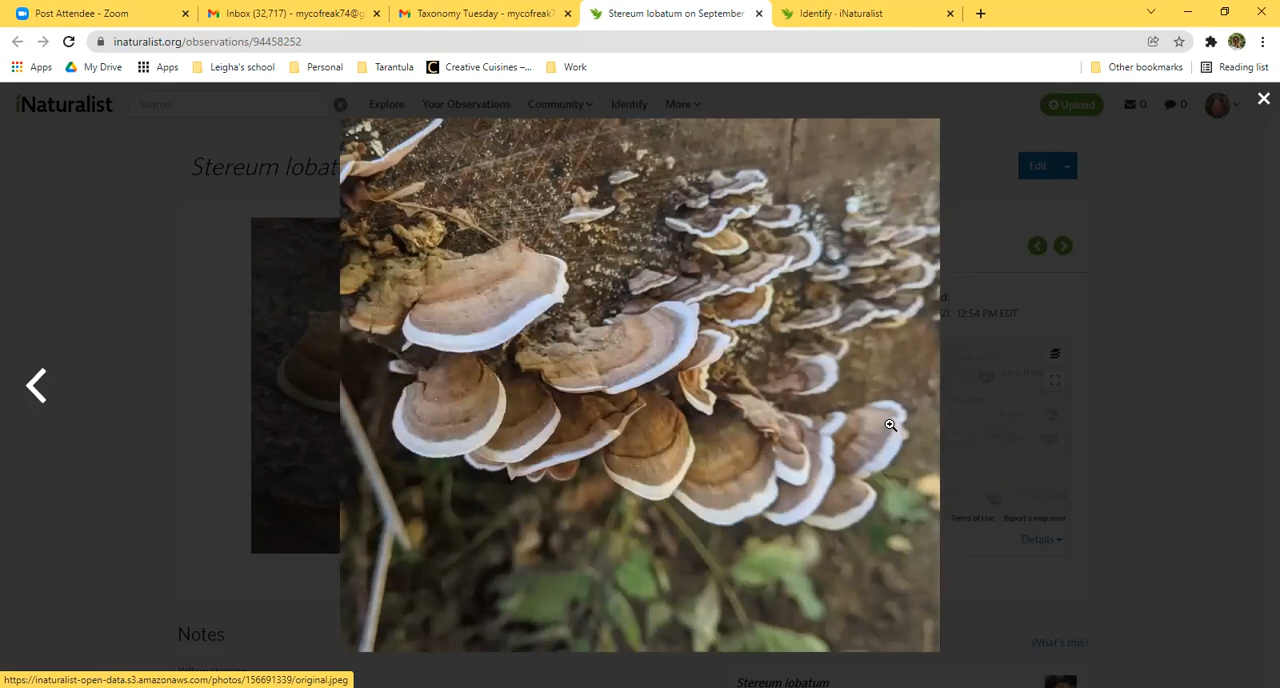 Post Attendee - Zoom
Inbox (32,717) - mycofreak74@g
Taxonomy Tuesday - mycofreak7
Stereum lobatum on September
Identify · iNaturalist
inaturalist.org/observations/94458252
Apps
My Drive
Apps
Leigha's school
Personal
Tarantula
Creative Cuisines –...
Work
Other bookmarks
Reading list
iNaturalist
Search
Explore
Your Observations
Community
Identify
More
Upload
0
0
Stereum lobat
Edit
d:
21 12:54 PM EDT
Terms of Use
Report a map error
Details
Notes
What's this?
https://inaturalist-open-data.s3.amazonaws.com/photos/156691339/original.jpeg
Stereum lobatum